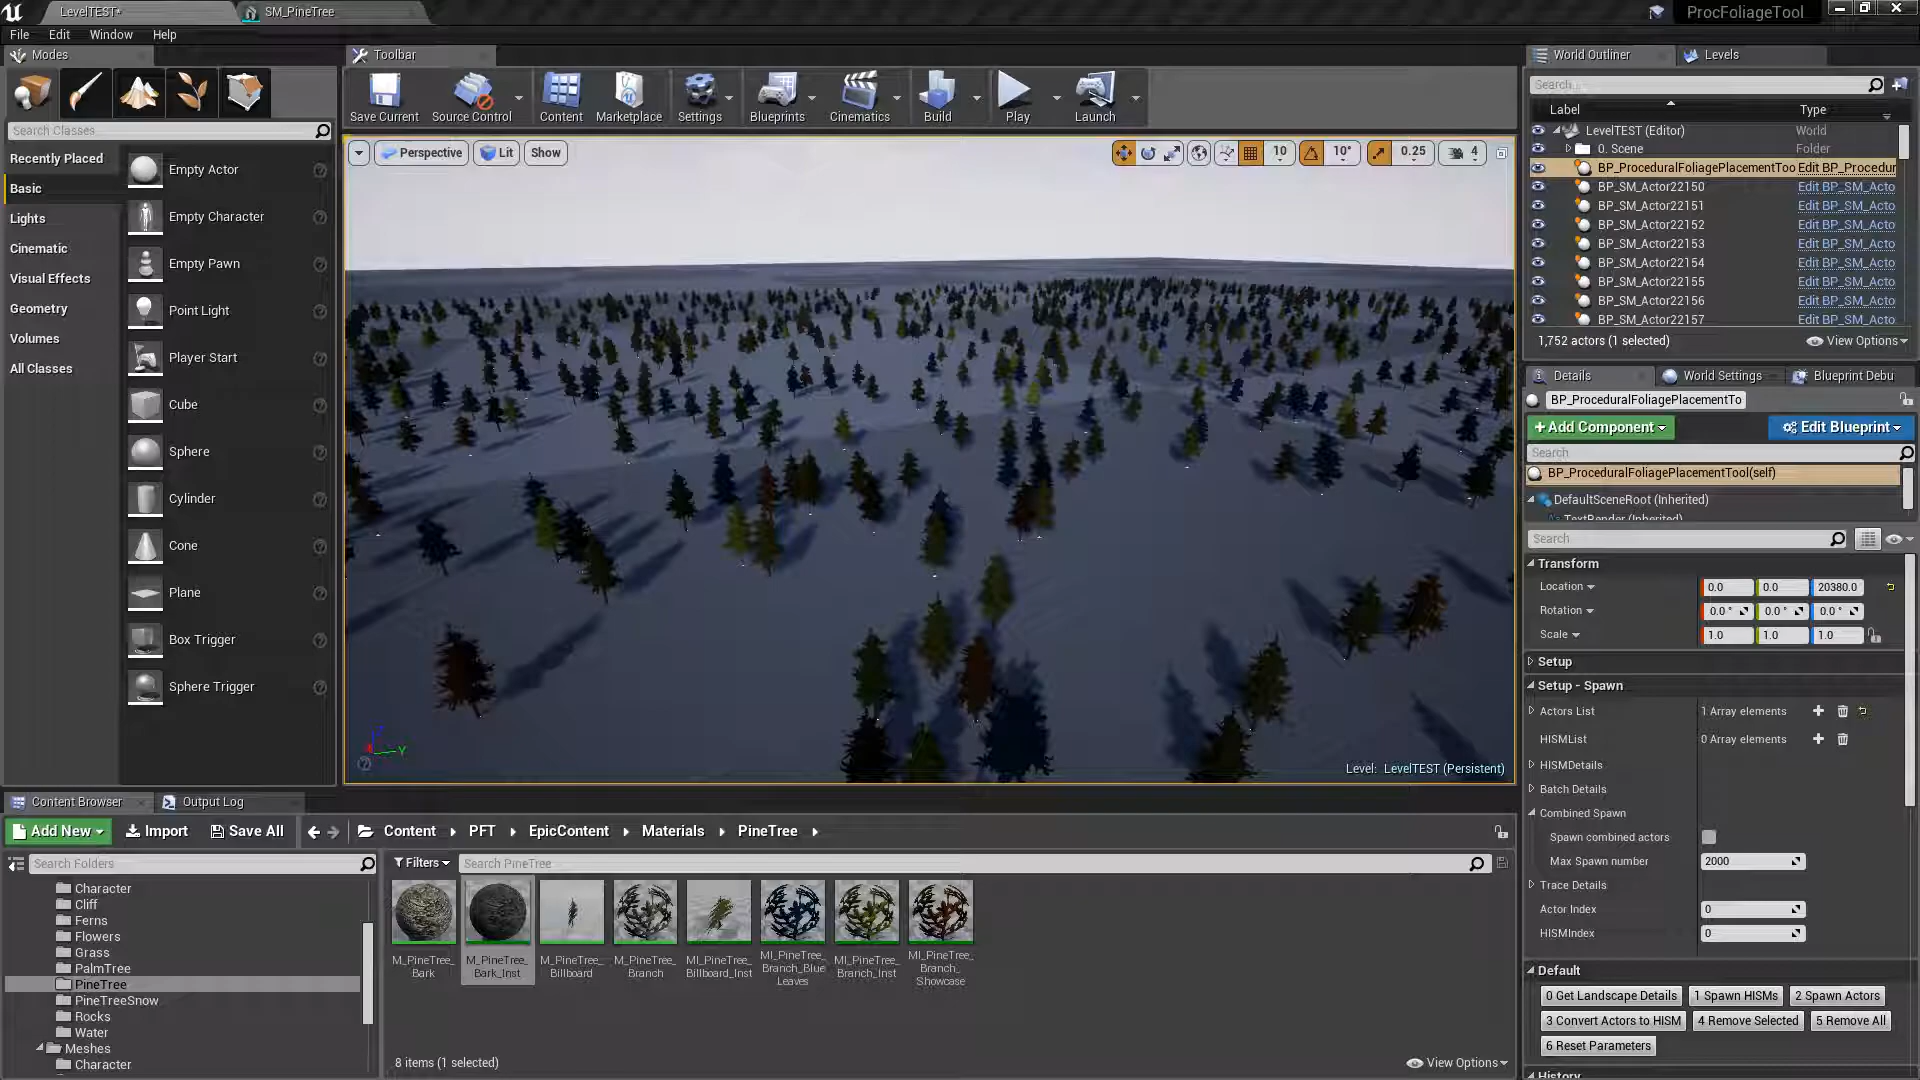 LevelTEST*
SM_PineTree
ProcFoliageTool
File Edit Window Help
Modes
Search Classes
Recently Placed
Basic
Lights
Cinematic
Visual Effects
Geometry
Volumes
All Classes
Empty Actor
Empty Character
Empty Pawn
Point Light
Player Start
Cube
Sphere
Cylinder
Cone
Plane
Box Trigger
Sphere Trigger
Toolbar
Save Current Source Control Content Marketplace Settings Blueprints Cinematics Build Play Launch
Perspective Lit Show
10 10° 0.25 4
Y
Level: LevelTEST (Persistent)
World Outliner Levels
Search...
Label Type
LevelTEST (Editor) World
0. Scene Folder
BP_ProceduralFoliagePlacementToo Edit BP_Procedur
BP_SM_Actor22150 Edit BP_SM_Acto
BP_SM_Actor22151 Edit BP_SM_Acto
BP_SM_Actor22152 Edit BP_SM_Acto
BP_SM_Actor22153 Edit BP_SM_Acto
BP_SM_Actor22154 Edit BP_SM_Acto
BP_SM_Actor22155 Edit BP_SM_Acto
BP_SM_Actor22156 Edit BP_SM_Acto
BP_SM_Actor22157 Edit BP_SM_Acto
1,752 actors (1 selected) View Options
Details World Settings Blueprint Debu
BP_ProceduralFoliagePlacementTo
+Add Component Edit Blueprint
Search
BP_ProceduralFoliagePlacementTool(self)
DefaultSceneRoot (Inherited)
TextRender (Inherited)
Search
Transform
Location 0.0 0.0 20380.0
Rotation 0.0 ° 0.0 ° 0.0 °
Scale 1.0 1.0 1.0
Setup
Setup - Spawn
Actors List 1 Array elements
HISMList 0 Array elements
HISMDetails
Batch Details
Combined Spawn
Spawn combined actors
Max Spawn number 2000
Trace Details
Actor Index 0
HISMIndex 0
Default
0 Get Landscape Details 1 Spawn HISMs 2 Spawn Actors
3 Convert Actors to HISM 4 Remove Selected 5 Remove All
6 Reset Parameters
History
Content Browser Output Log
Add New Import Save All Content PFT EpicContent Materials PineTree
Search Folders
Character
Cliff
Ferns
Flowers
Grass
PalmTree
PineTree
PineTreeSnow
Rocks
Water
Meshes
Character
Filters Search PineTree
M_PineTree_
Bark
M_PineTree_
Bark_Inst
M_PineTree_
Billboard
M_PineTree_
Branch
MI_PineTree_
Billboard_Inst
MI_PineTree_
Branch_Blue
Leaves
MI_PineTree_
Branch_Inst
MI_PineTree_
Branch_
Showcase
8 items (1 selected) View Options